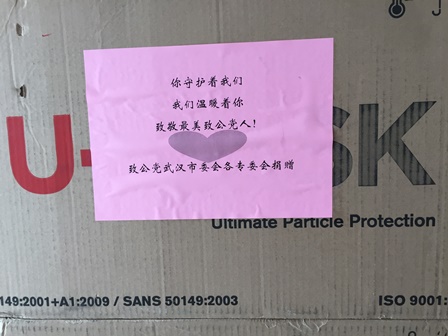 你守护着我们
我们温暖着你
致敬最美致公党人!
致公党武汉市委会各专委会捐赠
U
SK
Ultimate Particle Protection
149:2001+A1:2009 / SANS 50149:2003
ISO 9001: